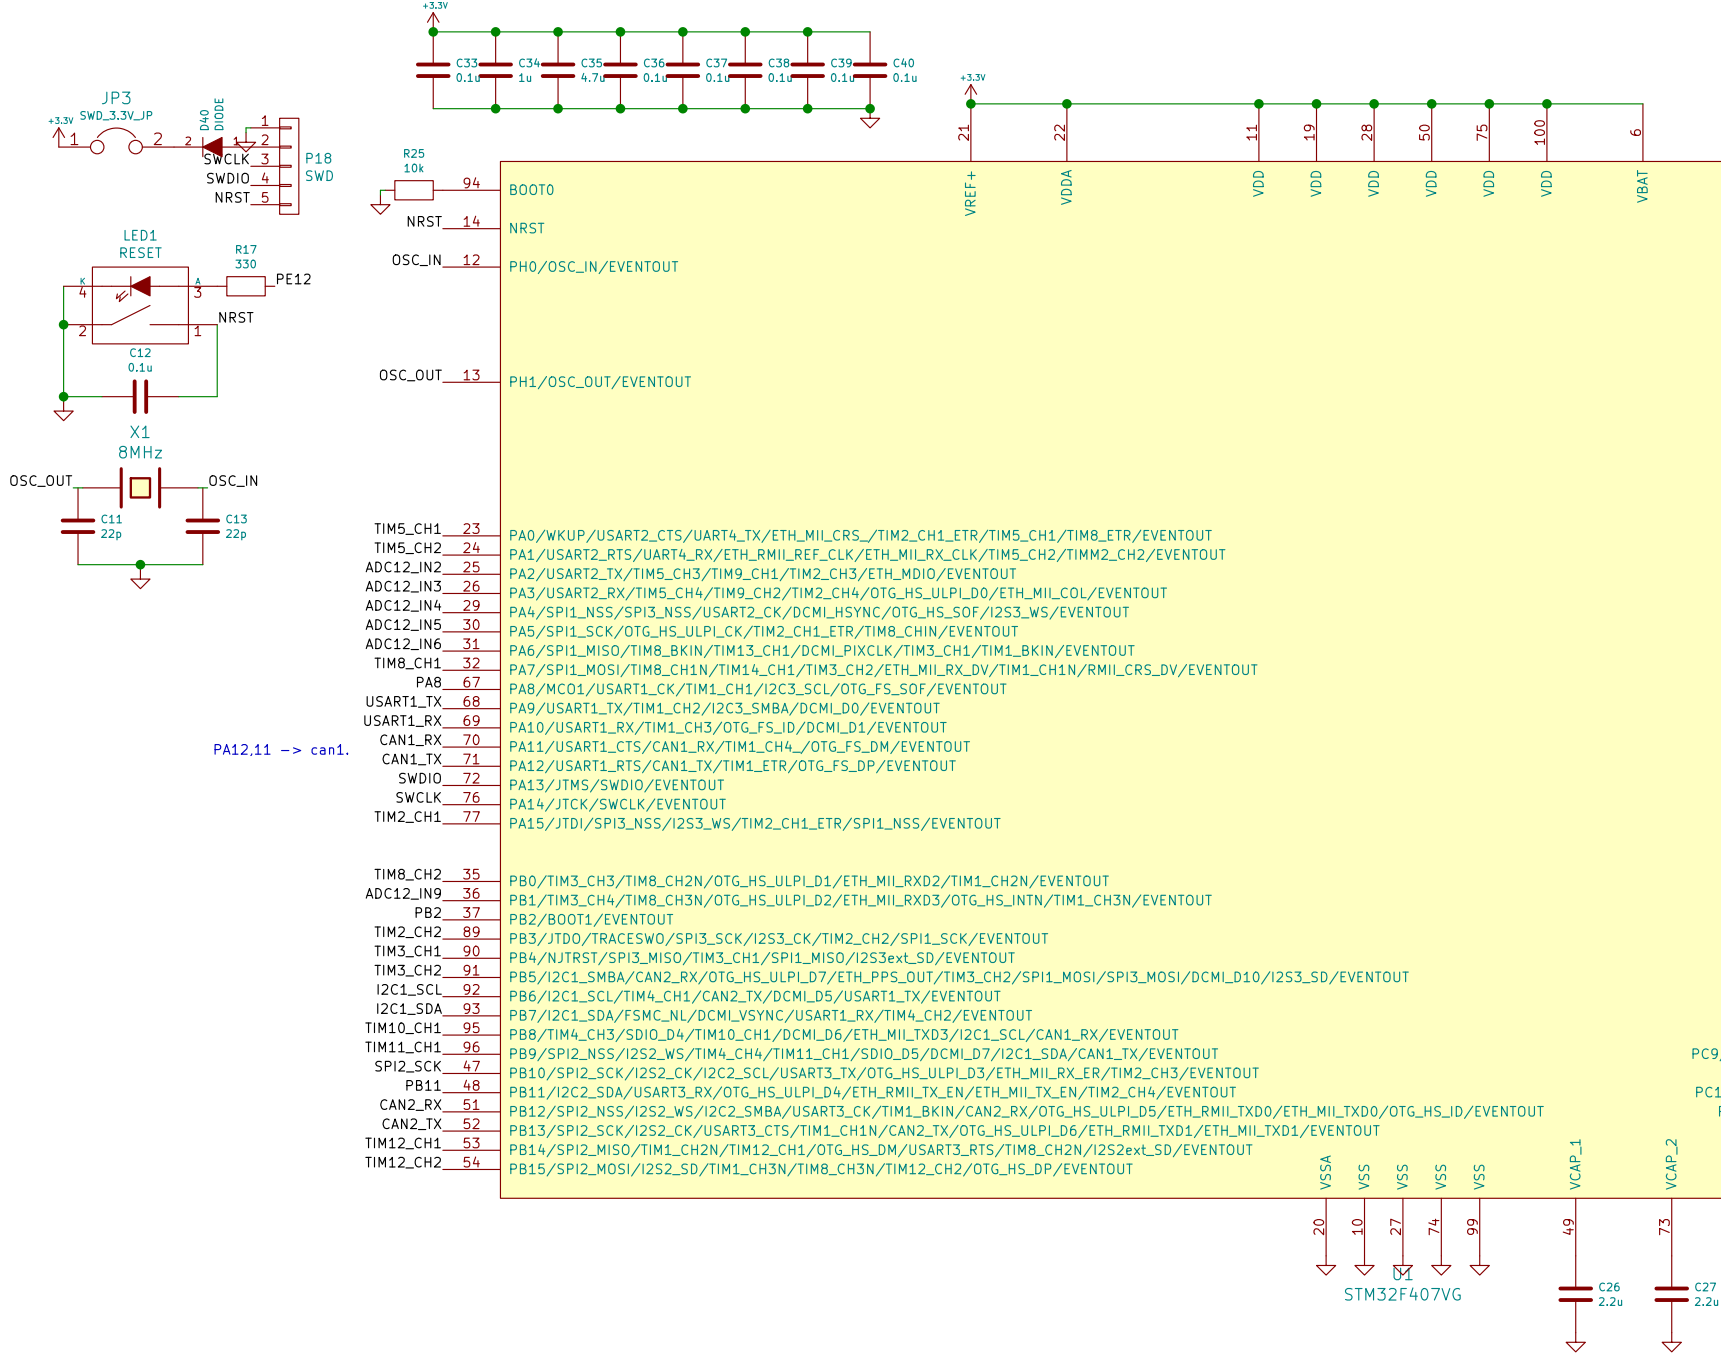 +3.3V
C33
0.1u
C34
1u
C35
4.7u
C36
0.1u
C37
0.1u
C38
0.1u
C39
0.1u
C40
0.1u
JP3
SWD_3.3V_JP
+3.3V
1
2
D40
DIODE
2
1
1
2
SWCLK 3
SWDIO 4
NRST 5
P18
SWD
LED1
RESET
K
4
A
3
2
1
R17
330
PE12
NRST
C12
0.1u
X1
8MHz
OSC_OUT
OSC_IN
C11
22p
C13
22p
+3.3V
21
22
11
19
28
50
75
100
6
VREF+
VDDA
VDD
VDD
VDD
VDD
VDD
VDD
VBAT
R25
10k
94 BOOT0
NRST 14 NRST
OSC_IN 12 PH0/OSC_IN/EVENTOUT
OSC_OUT 13 PH1/OSC_OUT/EVENTOUT
TIM5_CH1 23 PA0/WKUP/USART2_CTS/UART4_TX/ETH_MII_CRS_/TIM2_CH1_ETR/TIM5_CH1/TIM8_ETR/EVENTOUT
TIM5_CH2 24 PA1/USART2_RTS/UART4_RX/ETH_RMII_REF_CLK/ETH_MII_RX_CLK/TIM5_CH2/TIMM2_CH2/EVENTOUT
ADC12_IN2 25 PA2/USART2_TX/TIM5_CH3/TIM9_CH1/TIM2_CH3/ETH_MDIO/EVENTOUT
ADC12_IN3 26 PA3/USART2_RX/TIM5_CH4/TIM9_CH2/TIM2_CH4/OTG_HS_ULPI_D0/ETH_MII_COL/EVENTOUT
ADC12_IN4 29 PA4/SPI1_NSS/SPI3_NSS/USART2_CK/DCMI_HSYNC/OTG_HS_SOF/I2S3_WS/EVENTOUT
ADC12_IN5 30 PA5/SPI1_SCK/OTG_HS_ULPI_CK/TIM2_CH1_ETR/TIM8_CHIN/EVENTOUT
ADC12_IN6 31 PA6/SPI1_MISO/TIM8_BKIN/TIM13_CH1/DCMI_PIXCLK/TIM3_CH1/TIM1_BKIN/EVENTOUT
TIM8_CH1 32 PA7/SPI1_MOSI/TIM8_CH1N/TIM14_CH1/TIM3_CH2/ETH_MII_RX_DV/TIM1_CH1N/RMII_CRS_DV/EVENTOUT
PA8 67 PA8/MCO1/USART1_CK/TIM1_CH1/I2C3_SCL/OTG_FS_SOF/EVENTOUT
USART1_TX 68 PA9/USART1_TX/TIM1_CH2/I2C3_SMBA/DCMI_D0/EVENTOUT
USART1_RX 69 PA10/USART1_RX/TIM1_CH3/OTG_FS_ID/DCMI_D1/EVENTOUT
CAN1_RX 70 PA11/USART1_CTS/CAN1_RX/TIM1_CH4_/OTG_FS_DM/EVENTOUT
PA12,11 -> can1.
CAN1_TX 71 PA12/USART1_RTS/CAN1_TX/TIM1_ETR/OTG_FS_DP/EVENTOUT
SWDIO 72 PA13/JTMS/SWDIO/EVENTOUT
SWCLK 76 PA14/JTCK/SWCLK/EVENTOUT
TIM2_CH1 77 PA15/JTDI/SPI3_NSS/I2S3_WS/TIM2_CH1_ETR/SPI1_NSS/EVENTOUT
TIM8_CH2 35 PB0/TIM3_CH3/TIM8_CH2N/OTG_HS_ULPI_D1/ETH_MII_RXD2/TIM1_CH2N/EVENTOUT
ADC12_IN9 36 PB1/TIM3_CH4/TIM8_CH3N/OTG_HS_ULPI_D2/ETH_MII_RXD3/OTG_HS_INTN/TIM1_CH3N/EVENTOUT
PB2 37 PB2/BOOT1/EVENTOUT
TIM2_CH2 89 PB3/JTDO/TRACESWO/SPI3_SCK/I2S3_CK/TIM2_CH2/SPI1_SCK/EVENTOUT
TIM3_CH1 90 PB4/NJTRST/SPI3_MISO/TIM3_CH1/SPI1_MISO/I2S3ext_SD/EVENTOUT
TIM3_CH2 91 PB5/I2C1_SMBA/CAN2_RX/OTG_HS_ULPI_D7/ETH_PPS_OUT/TIM3_CH2/SPI1_MOSI/SPI3_MOSI/DCMI_D10/I2S3_SD/EVENTOUT
I2C1_SCL 92 PB6/I2C1_SCL/TIM4_CH1/CAN2_TX/DCMI_D5/USART1_TX/EVENTOUT
I2C1_SDA 93 PB7/I2C1_SDA/FSMC_NL/DCMI_VSYNC/USART1_RX/TIM4_CH2/EVENTOUT
TIM10_CH1 95 PB8/TIM4_CH3/SDIO_D4/TIM10_CH1/DCMI_D6/ETH_MII_TXD3/I2C1_SCL/CAN1_RX/EVENTOUT
TIM11_CH1 96 PB9/SPI2_NSS/I2S2_WS/TIM4_CH4/TIM11_CH1/SDIO_D5/DCMI_D7/I2C1_SDA/CAN1_TX/EVENTOUT
SPI2_SCK 47 PB10/SPI2_SCK/I2S2_CK/I2C2_SCL/USART3_TX/OTG_HS_ULPI_D3/ETH_MII_RX_ER/TIM2_CH3/EVENTOUT
PB11 48 PB11/I2C2_SDA/USART3_RX/OTG_HS_ULPI_D4/ETH_RMII_TX_EN/ETH_MII_TX_EN/TIM2_CH4/EVENTOUT
CAN2_RX 51 PB12/SPI2_NSS/I2S2_WS/I2C2_SMBA/USART3_CK/TIM1_BKIN/CAN2_RX/OTG_HS_ULPI_D5/ETH_RMII_TXD0/ETH_MII_TXD0/OTG_HS_ID/EVENTOUT
CAN2_TX 52 PB13/SPI2_SCK/I2S2_CK/USART3_CTS/TIM1_CH1N/CAN2_TX/OTG_HS_ULPI_D6/ETH_RMII_TXD1/ETH_MII_TXD1/EVENTOUT
TIM12_CH1 53 PB14/SPI2_MISO/TIM1_CH2N/TIM12_CH1/OTG_HS_DM/USART3_RTS/TIM8_CH2N/I2S2ext_SD/EVENTOUT
TIM12_CH2 54 PB15/SPI2_MOSI/I2S2_SD/TIM1_CH3N/TIM8_CH3N/TIM12_CH2/OTG_HS_DP/EVENTOUT
PC9
PC1
VSSA
VSS
VSS
VSS
VSS
VCAP_1
VCAP_2
20
10
27
74
99
49
73
U1
STM32F407VG
C26
2.2u
C27
2.2u